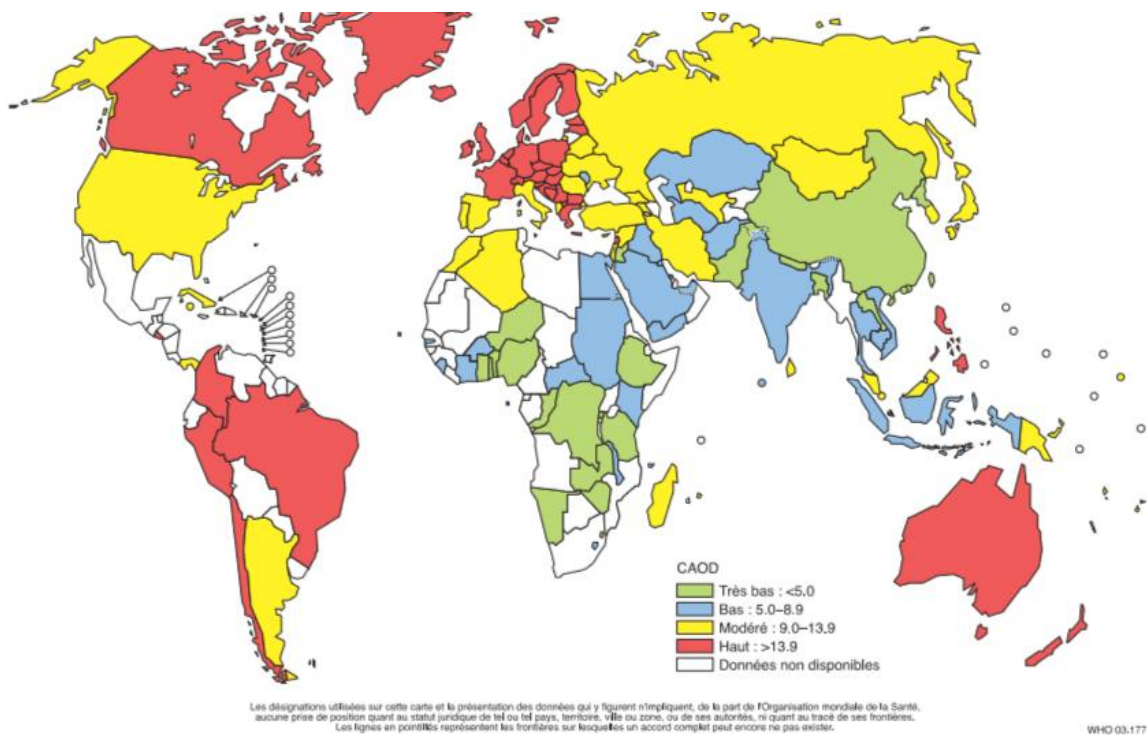 CAOD
Très bas : <5.0
Bas : 5.0–8.9
Modéré : 9.0–13.9
Haut : >13.9
Données non disponibles
Les désignations utilisées sur cette carte et la présentation des données qui y figurent n'impliquent, de la part de l'Organisation mondiale de la Santé,
aucune prise de position quant au statut juridique de tel ou tel pays, territoire, ville ou zone, ou de ses autorités, ni quant au tracé de ses frontières.
Les lignes en pointillés représentent les frontières sur lesquelles un accord complet peut encore ne pas exister.
WHO 03.177